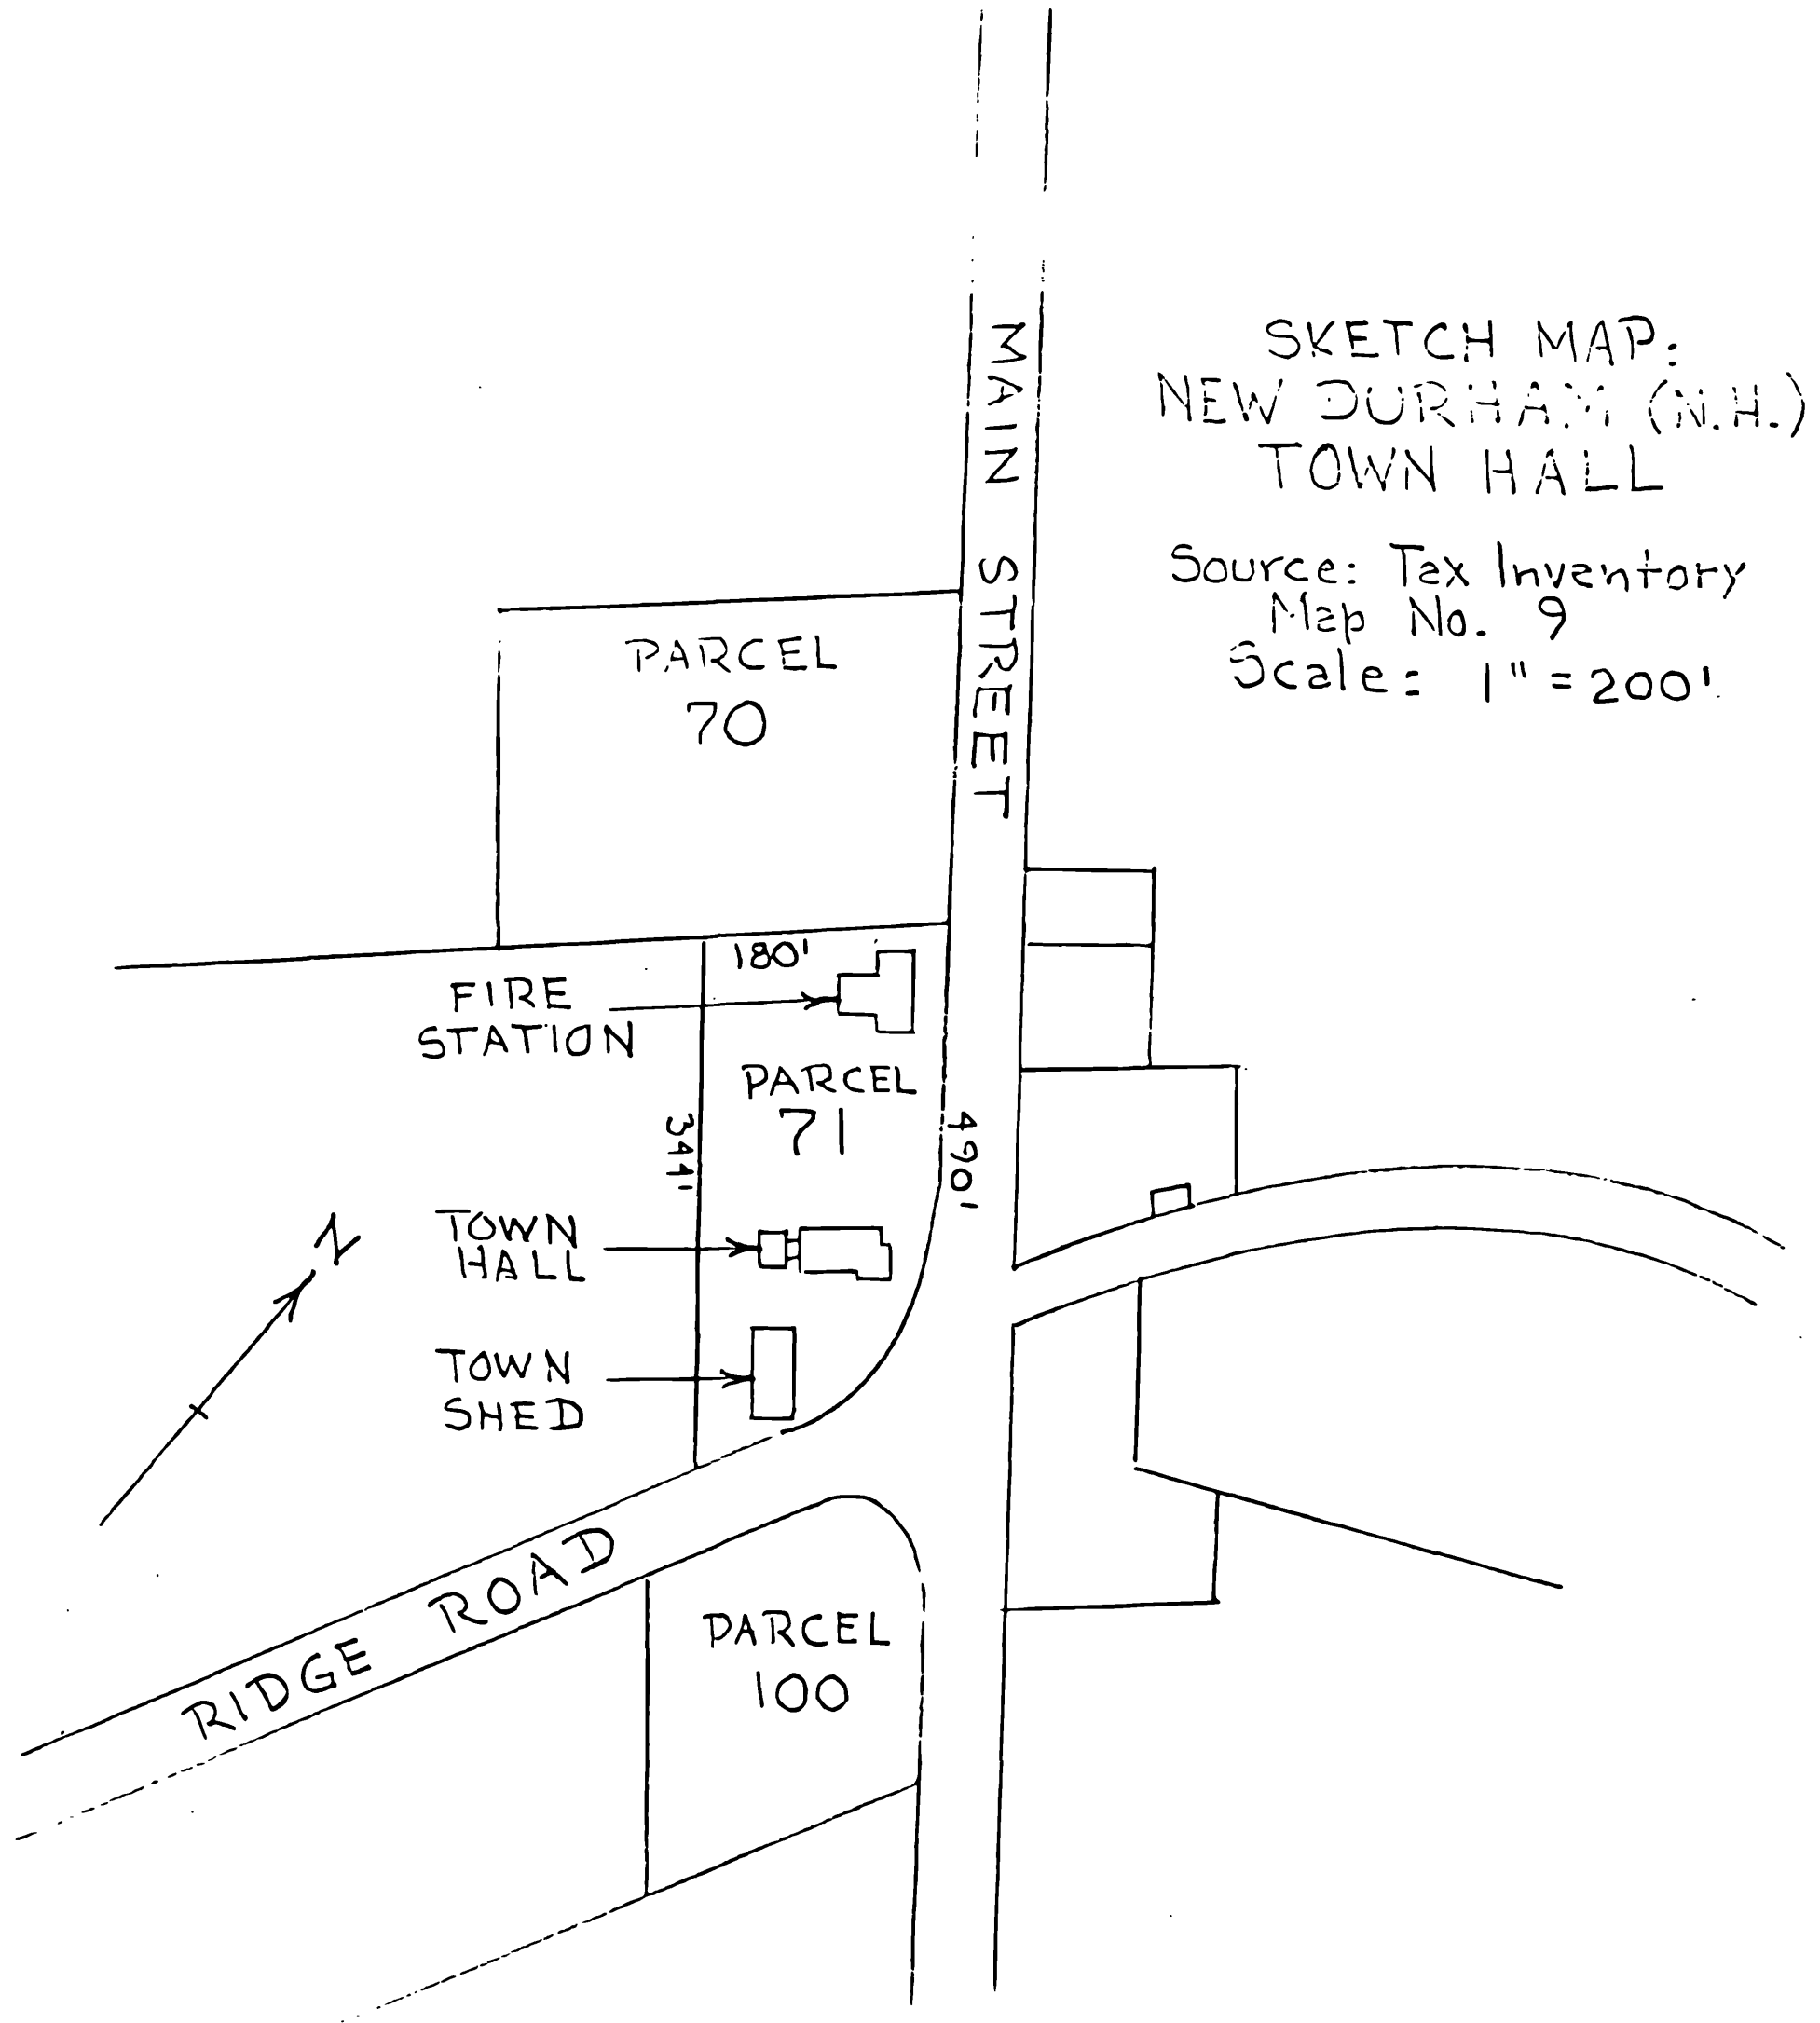 SKETCH MAP:
NEW DURHAM (N.H.)
TOWN HALL
Source: Tax Inventory
Map No. 9
Scale: 1" = 200'
MAIN STREET
PARCEL
70
180'
FIRE
STATION
PARCEL
71
344'
490'
N
TOWN
HALL
TOWN
SHED
RIDGE ROAD
PARCEL
100